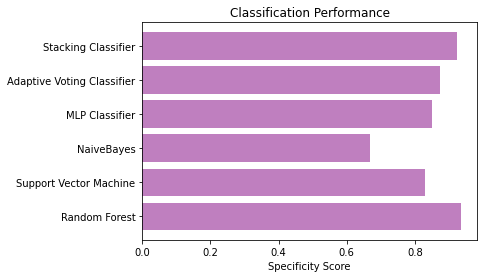 Classification Performance
Stacking Classifier
Adaptive Voting Classifier
MLP Classifier
NaiveBayes
Support Vector Machine
Random Forest
0.0 0.2 0.4 0.6 0.8
Specificity Score